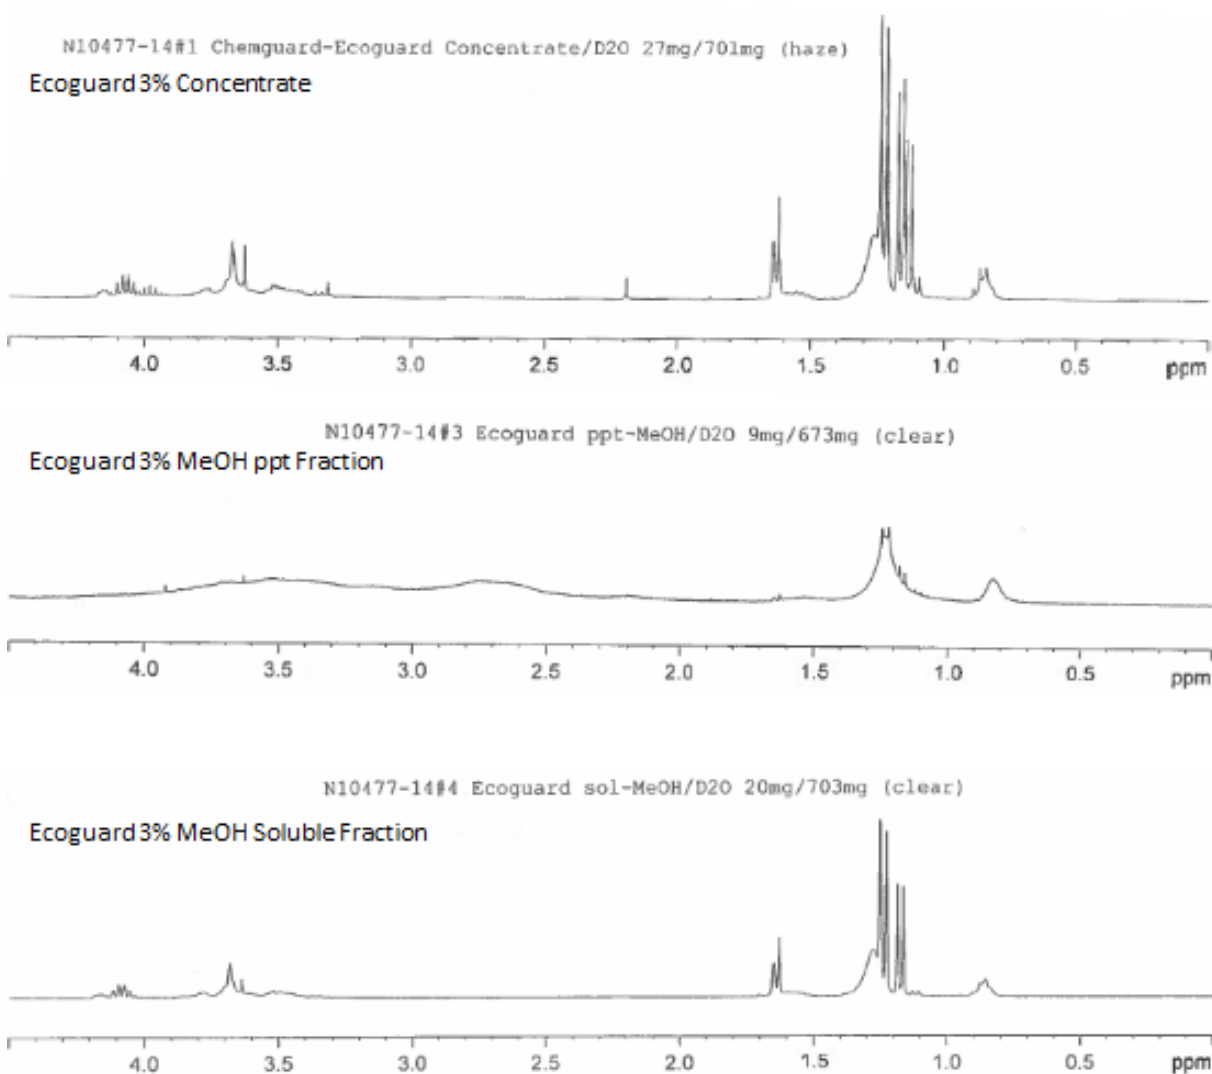 N10477-14#1 Chemguard-Ecoguard Concentrate/D2O 27mg/701mg (haze)
Ecoguard 3% Concentrate
4.0 3.5 3.0 2.5 2.0 1.5 1.0 0.5 ppm
N10477-14#3 Ecoguard ppt-MeOH/D2O 9mg/673mg (clear)
Ecoguard 3% MeOH ppt Fraction
4.0 3.5 3.0 2.5 2.0 1.5 1.0 0.5 ppm
N10477-14#4 Ecoguard sol-MeOH/D2O 20mg/703mg (clear)
Ecoguard 3% MeOH Soluble Fraction
4.0 3.5 3.0 2.5 2.0 1.5 1.0 0.5 ppm